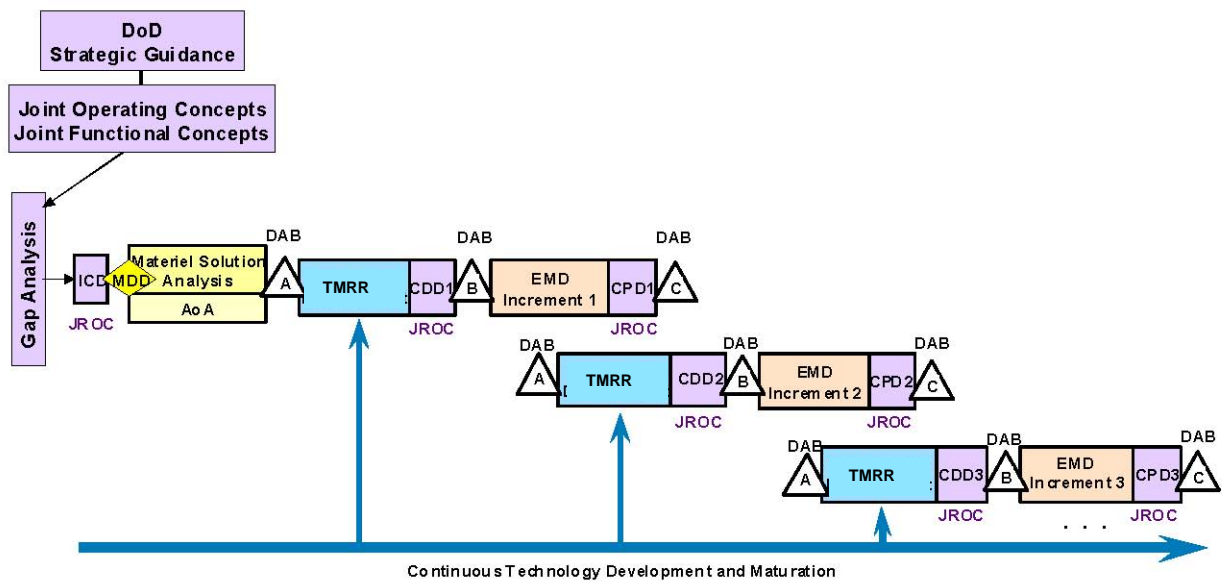 DoD
Strategic Guidance
Joint Operating Concepts
Joint Functional Concepts
Gap Analysis
ICD
JROC
MDD
Materiel Solution
Analysis
AoA
DAB
A
TMRR
CDD1
JROC
DAB
B
EMD
Increment 1
CPD1
JROC
DAB
C
DAB
A
TMRR
CDD2
JROC
DAB
B
EMD
Increment 2
CPD2
JROC
DAB
C
DAB
A
TMRR
CDD3
JROC
DAB
B
EMD
Increment 3
CPD3
JROC
DAB
C
. . .
Continuous Technology Development and Maturation